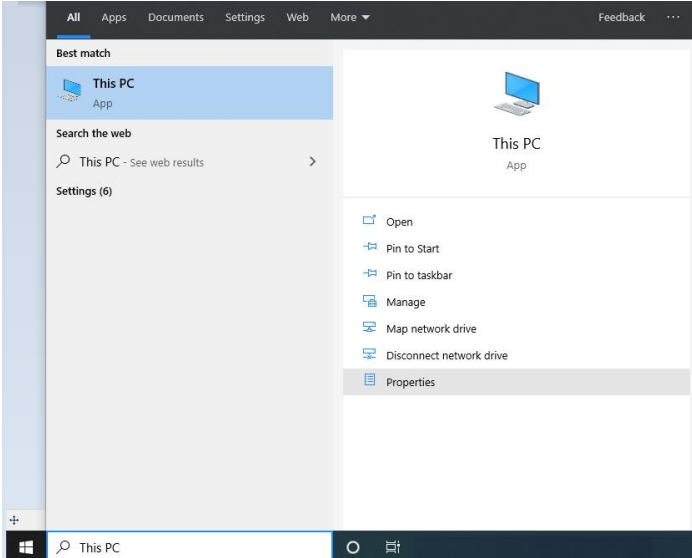 All Apps Documents Settings Web More Feedback ...
Best match
This PC
App
Search the web
This PC - See web results
Settings (6)
This PC
App
Open
Pin to Start
Pin to taskbar
Manage
Map network drive
Disconnect network drive
Properties
This PC